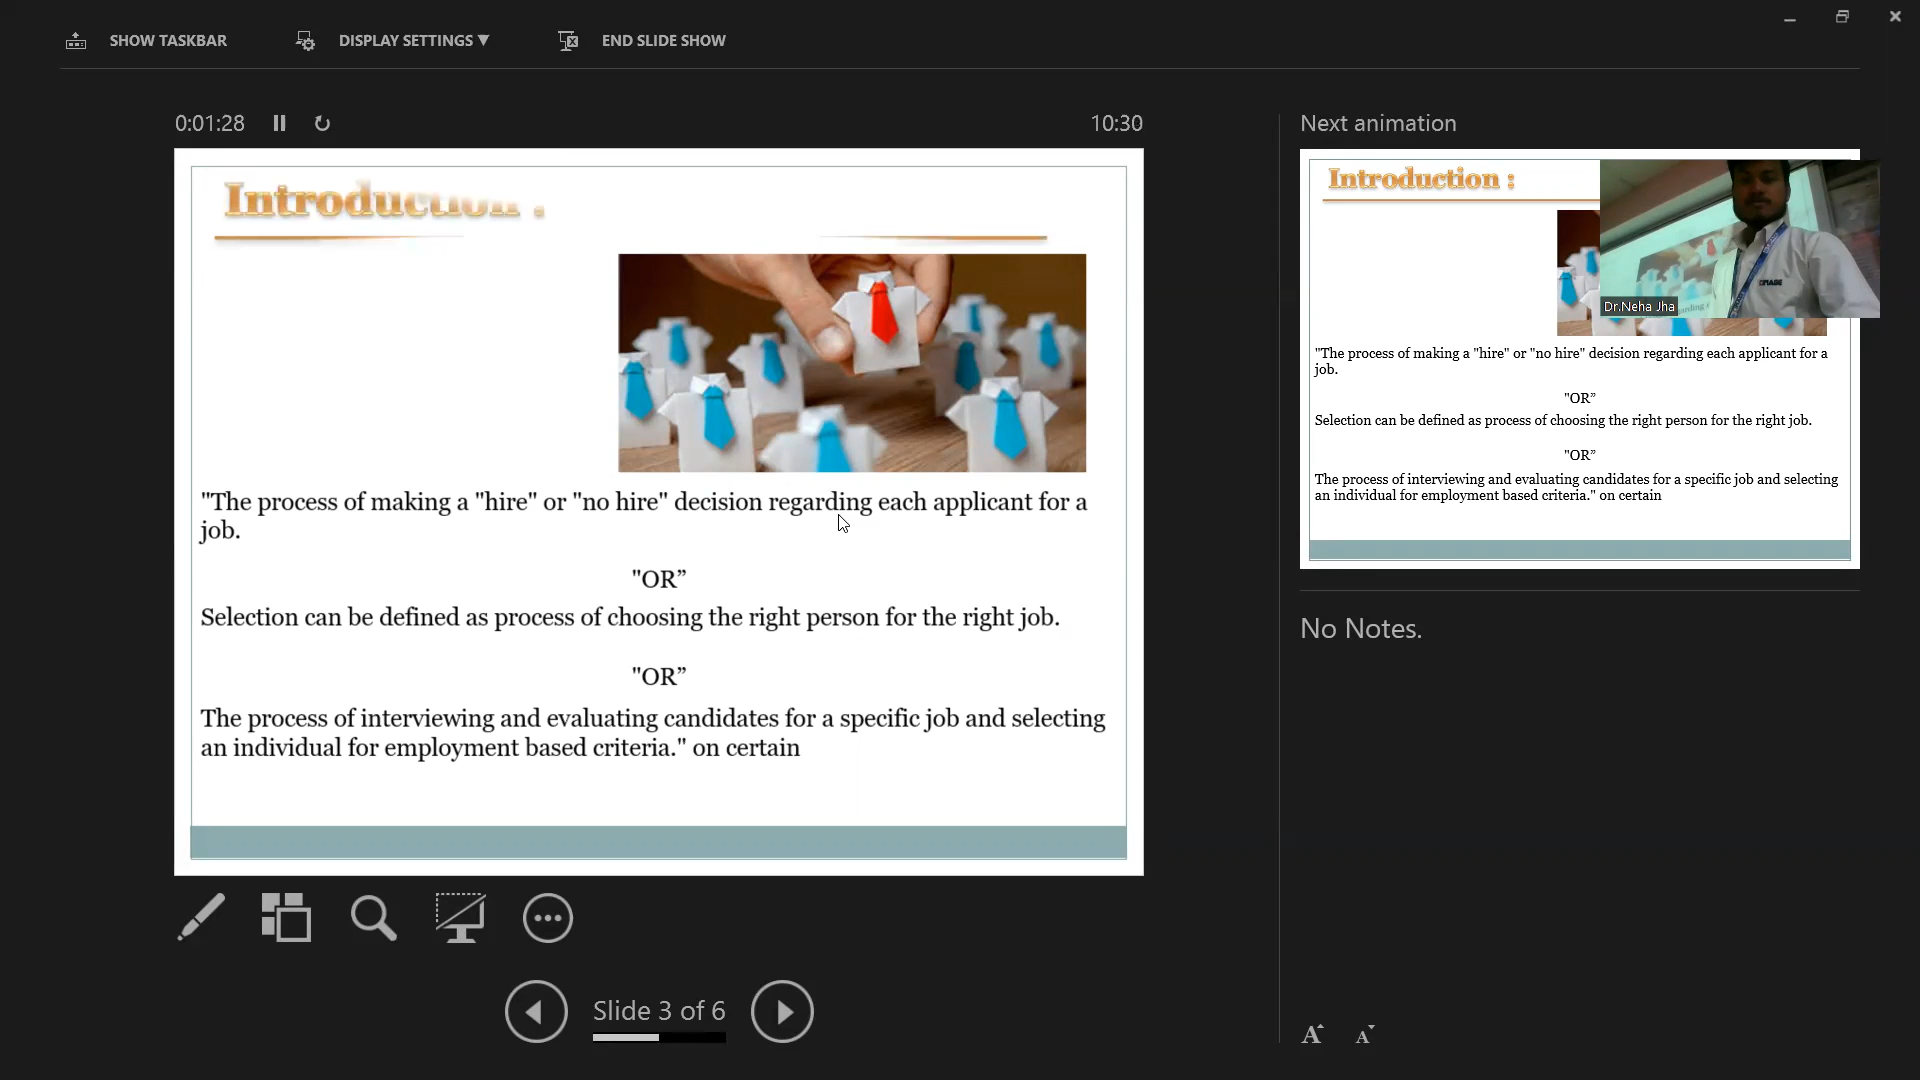 SHOW TASKBAR
DISPLAY SETTINGS ▼
END SLIDE SHOW
0:01:28
10:30
Introduction :
"The process of making a "hire" or "no hire" decision regarding each applicant for a
job.
"OR”
Selection can be defined as process of choosing the right person for the right job.
"OR”
The process of interviewing and evaluating candidates for a specific job and selecting
an individual for employment based criteria." on certain
Slide 3 of 6
Next animation
Introduction :
Dr.Neha Jha
"The process of making a "hire" or "no hire" decision regarding each applicant for a
job.
"OR”
Selection can be defined as process of choosing the right person for the right job.
"OR”
The process of interviewing and evaluating candidates for a specific job and selecting
an individual for employment based criteria." on certain
No Notes.
A A